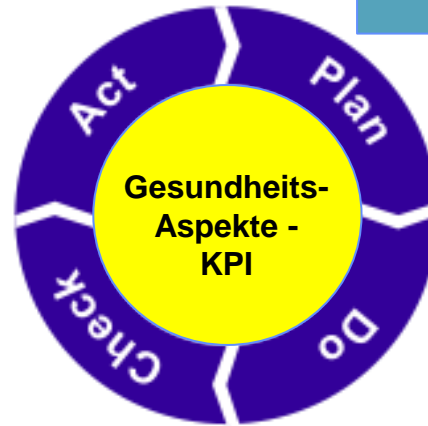 Act
Plan
Gesundheits-
Aspekte -
KPI
Check
Do